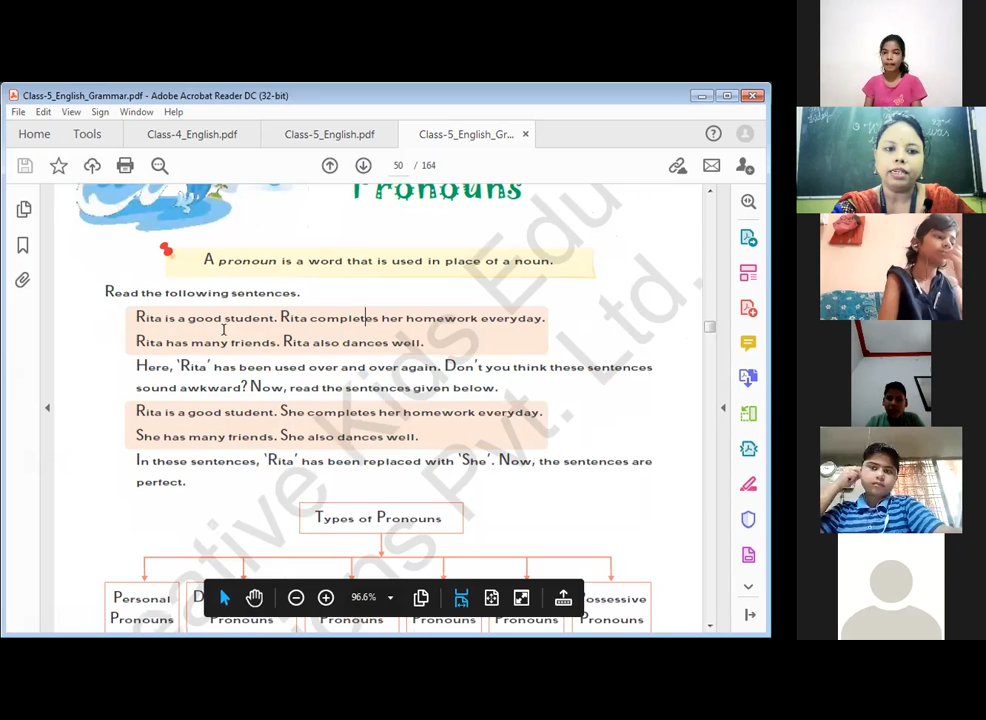 Class-5_English_Grammar.pdf - Adobe Acrobat Reader DC (32-bit)
File Edit View Sign Window Help
Home Tools Class-4_English.pdf Class-5_English.pdf Class-5_English_Gr... ×
50 / 164
Pronouns
A pronoun is a word that is used in place of a noun.
Read the following sentences.
Rita is a good student. Rita completes her homework everyday.
Rita has many friends. Rita also dances well.
Here, ‘Rita’ has been used over and over again. Don’t you think these sentences
sound awkward? Now, read the sentences given below.
Rita is a good student. She completes her homework everyday.
She has many friends. She also dances well.
In these sentences, ‘Rita’ has been replaced with ‘She’. Now, the sentences are
perfect.
Types of Pronouns
Personal
Pronouns
Pronouns
Pronouns
Pronouns
Pronouns
Possessive
Pronouns
96.6%
was